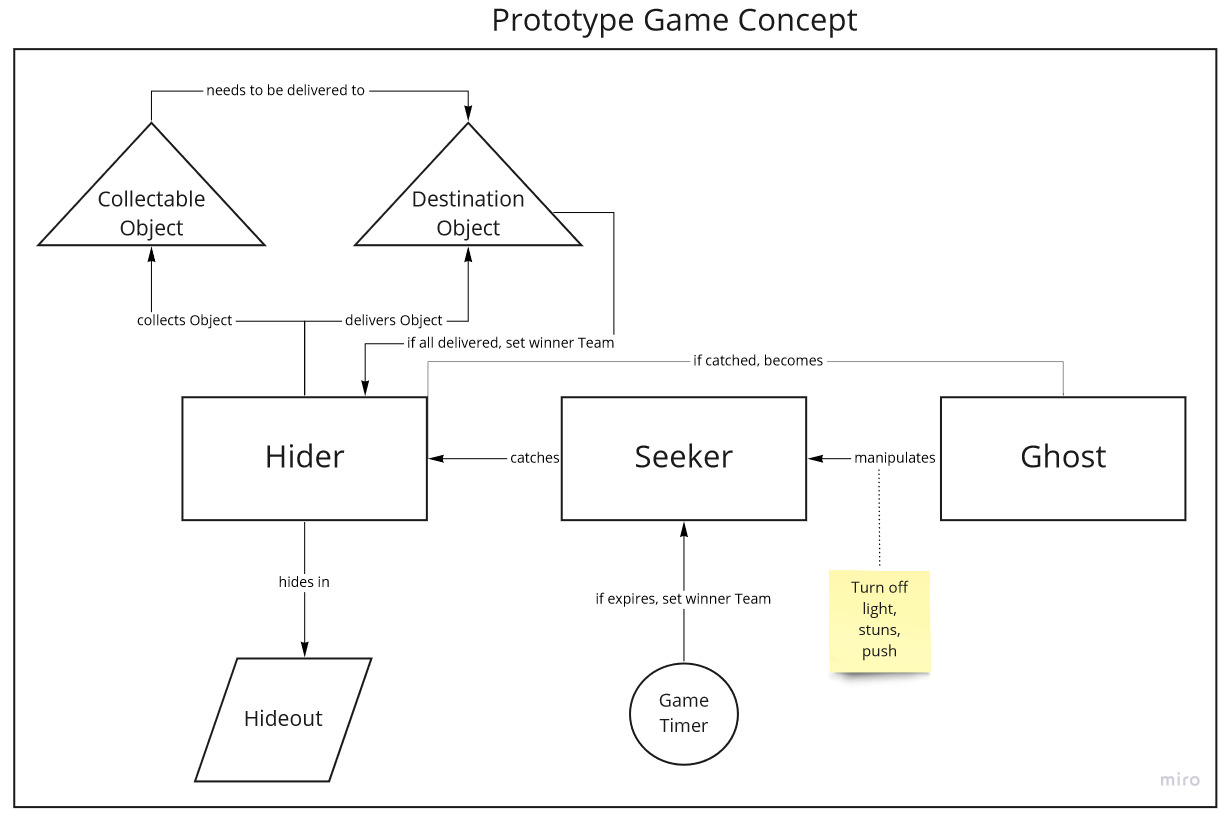 Prototype Game Concept
needs to be delivered to
Collectable
Object
Destination
Object
collects Object
delivers Object
if all delivered, set winner Team
if catched, becomes
Hider
catches
Seeker
manipulates
Ghost
hides in
if expires, set winner Team
Turn off
light,
stuns,
push
Hideout
Game
Timer
miro